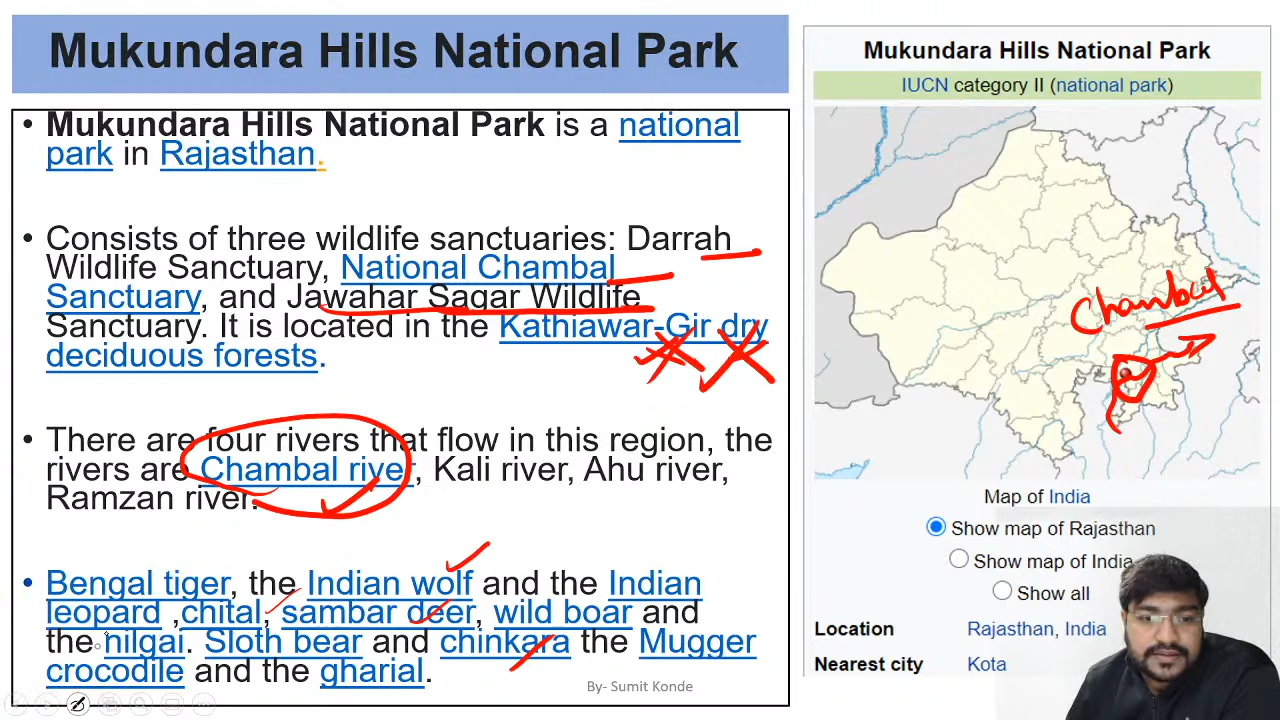 Mukundara Hills National Park
• Mukundara Hills National Park is a national
park in Rajasthan.
• Consists of three wildlife sanctuaries: Darrah
Wildlife Sanctuary, National Chambal
Sanctuary, and Jawahar Sagar Wildlife
Sanctuary. It is located in the Kathiawar-Gir dry
deciduous forests.
• There are four rivers that flow in this region, the
rivers are Chambal river, Kali river, Ahu river,
Ramzan river.
• Bengal tiger, the Indian wolf and the Indian
leopard ,chital, sambar deer, wild boar and
the nilgai. Sloth bear and chinkara the Mugger
crocodile and the gharial.
By- Sumit Konde
Mukundara Hills National Park
IUCN category II (national park)
Chambal
Map of India
Show map of Rajasthan
Show map of India
Show all
Location Rajasthan, India
Nearest city Kota